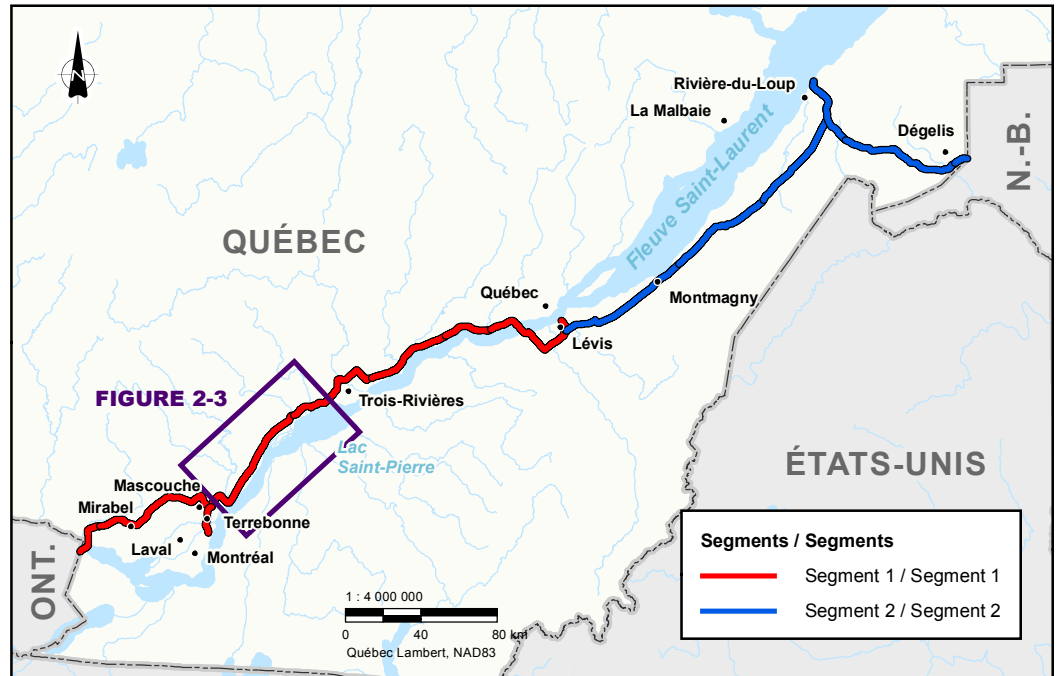 N
Rivière-du-Loup
La Malbaie
Dégelis
N.-B.
Fleuve Saint-Laurent
QUÉBEC
Québec
Montmagny
Lévis
FIGURE 2-3
Trois-Rivières
Lac
Saint-Pierre
ÉTATS-UNIS
Mascouche
Mirabel
Terrebonne
Laval
Montréal
ONT.
Segments / Segments
Segment 1 / Segment 1
Segment 2 / Segment 2
1 : 4 000 000
0 40 80 km
Québec Lambert, NAD83